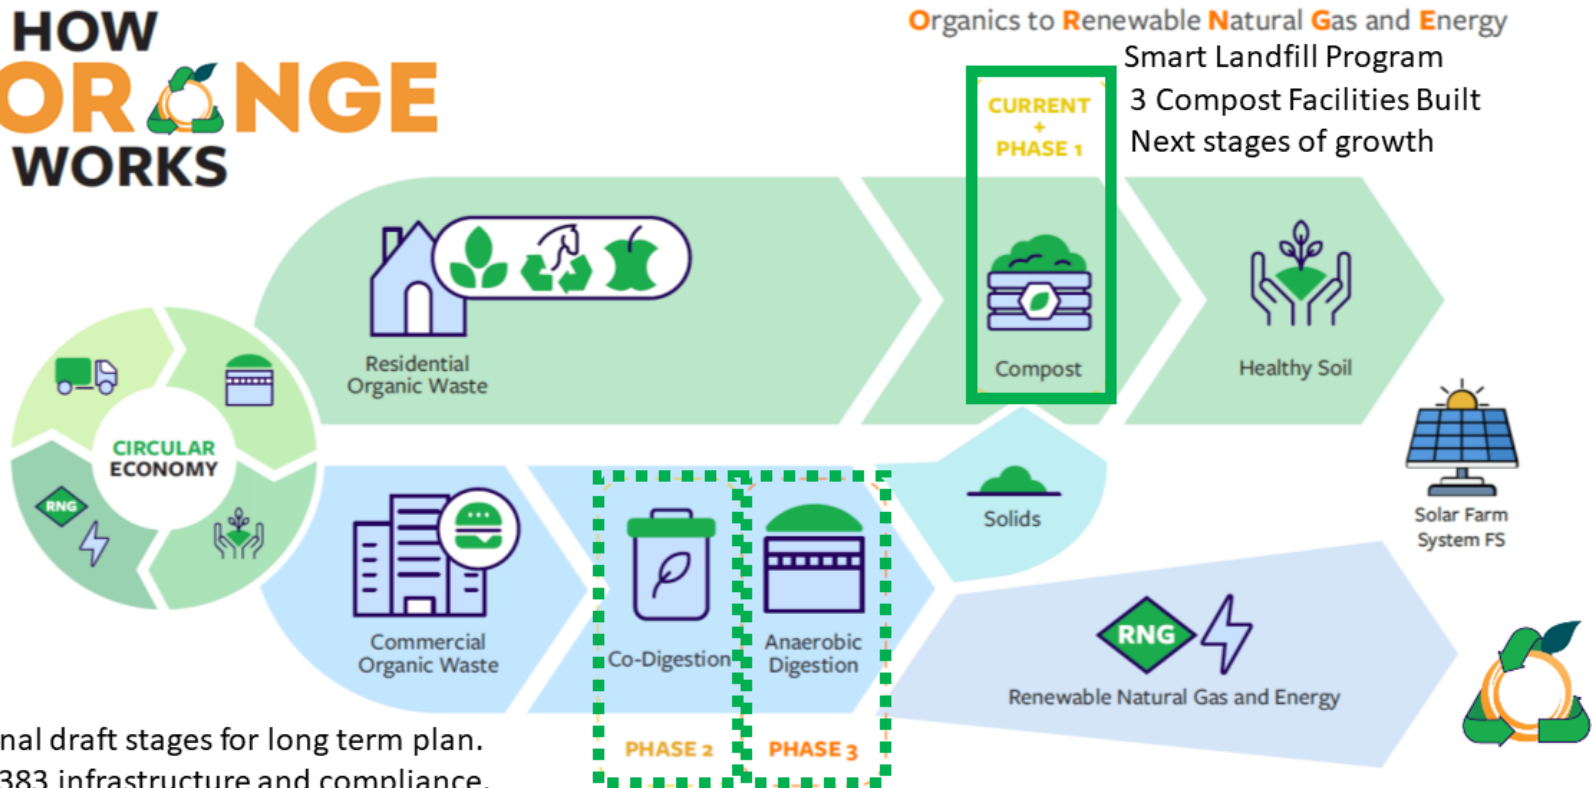 HOW
ORANGE
WORKS
Organics to Renewable Natural Gas and Energy
Smart Landfill Program
3 Compost Facilities Built
Next stages of growth
CURRENT
+
PHASE 1
Residential
Organic Waste
Compost
Healthy Soil
CIRCULAR
ECONOMY
RNG
Solids
Solar Farm
System FS
Commercial
Organic Waste
Co-Digestion
Anaerobic
Digestion
RNG
Renewable Natural Gas and Energy
nal draft stages for long term plan.
383 infrastructure and compliance.
PHASE 2
PHASE 3